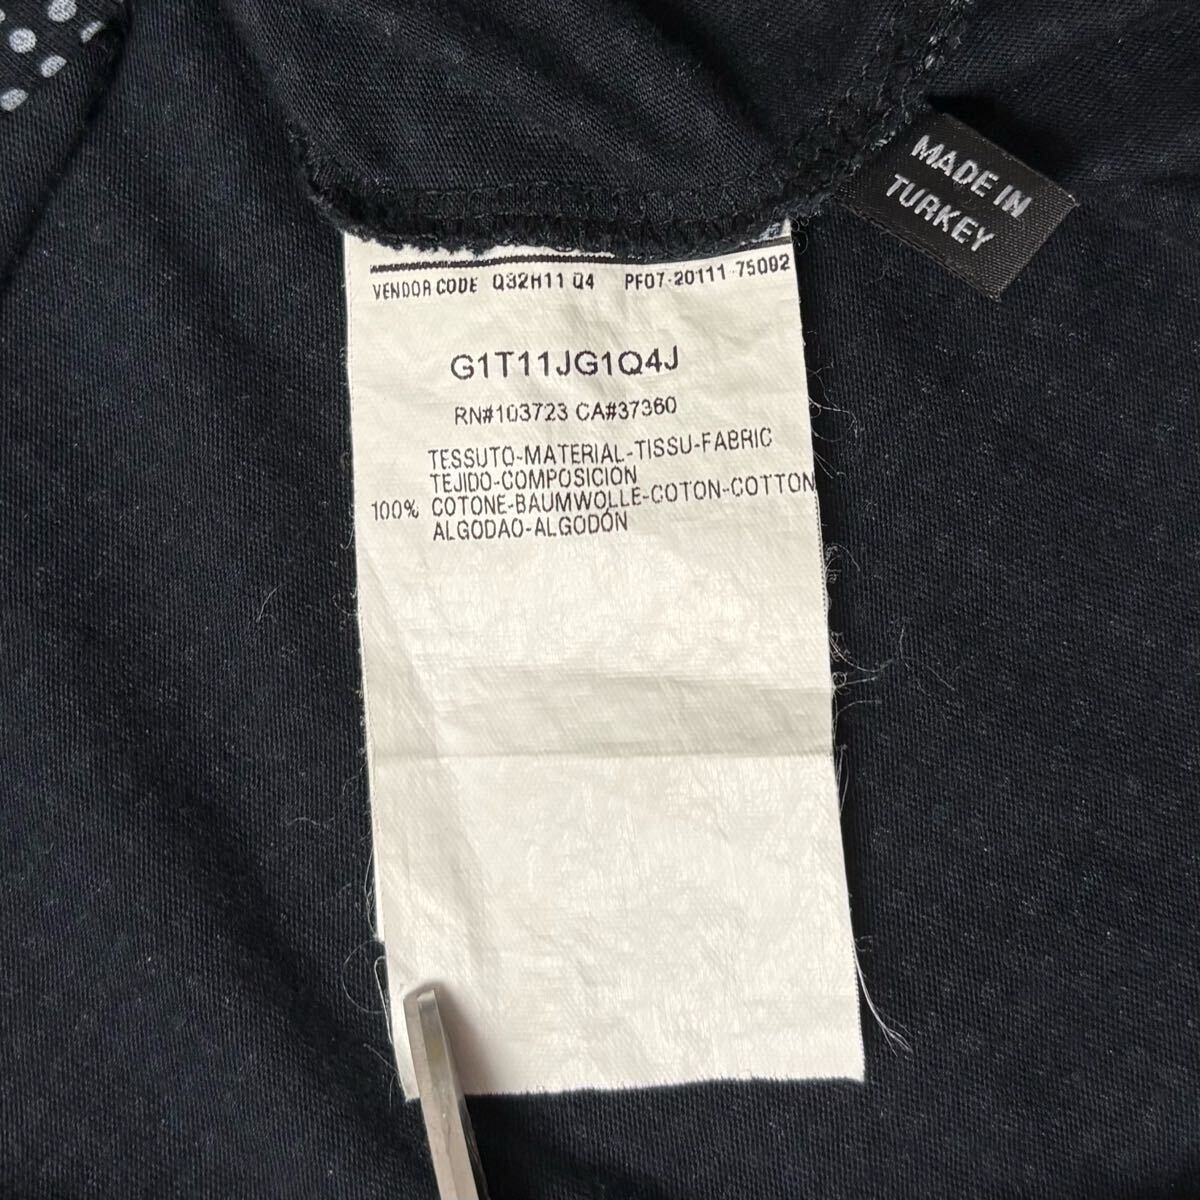 MADE IN
TURKEY
VENDOR CODE Q32H11 Q4 PF07-20111-75092
G1T11JG1Q4J
RN#103723 CA#37360
TESSUTO-MATERIAL-TISSU-FABRIC
TEJIDO-COMPOSICION
100% COTONE-BAUMWOLLE-COTON-COTTON
ALGODAO-ALGODÓN